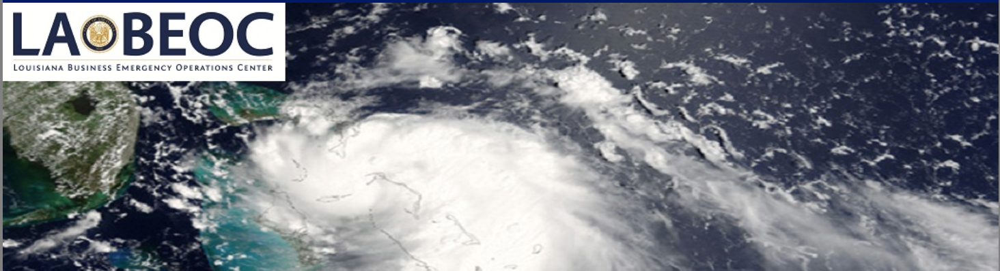 LA BEOC
LOUISIANA BUSINESS EMERGENCY OPERATIONS CENTER